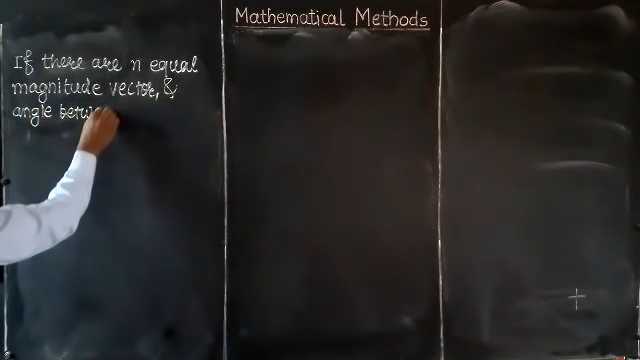 Mathematical Methods
If there are n equal
magnitude vector, &
angle betw